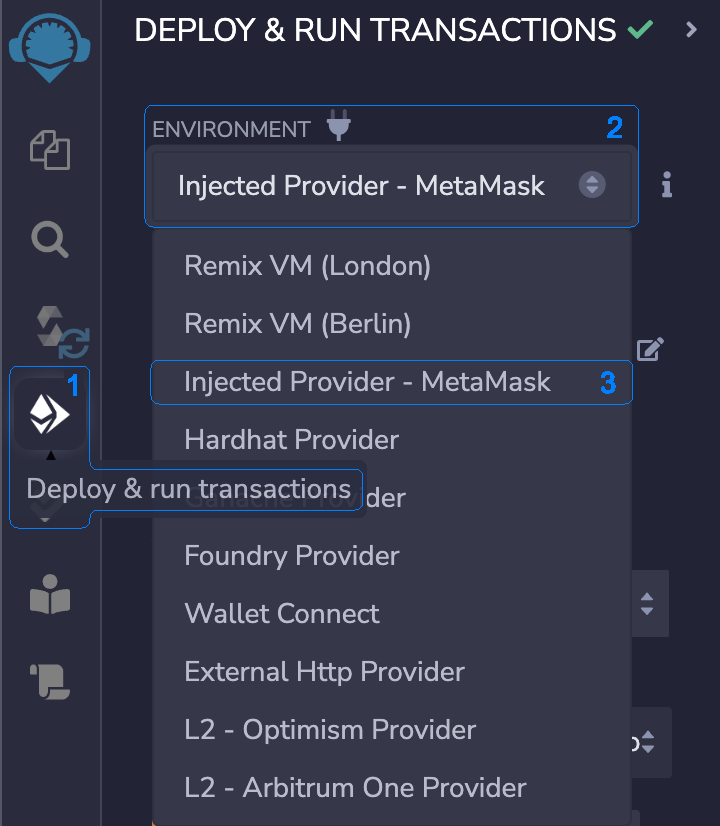 DEPLOY & RUN TRANSACTIONS
ENVIRONMENT 2
Injected Provider - MetaMask
Remix VM (London)
Remix VM (Berlin)
Injected Provider - MetaMask 3
1
Hardhat Provider
Deploy & run transactions
Ganache Provider
Foundry Provider
Wallet Connect
External Http Provider
L2 - Optimism Provider
L2 - Arbitrum One Provider